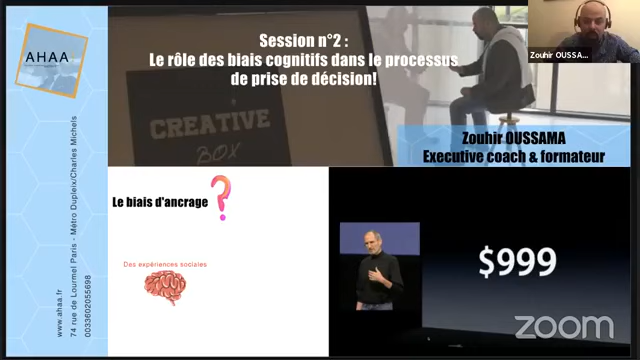 AHAA
Session n°2 :
Le rôle des biais cognitifs dans le processus
de prise de décision!
Zouhir OUSSA...
CREATIVE
BOX
Zouhir OUSSAMA
Executive coach & formateur
Le biais d'ancrage ?
Des expériences sociales
$999
zoom
www.ahaa.fr
74 rue de Lourmel Paris - Métro Dupleix/Charles Michels
0033602055698